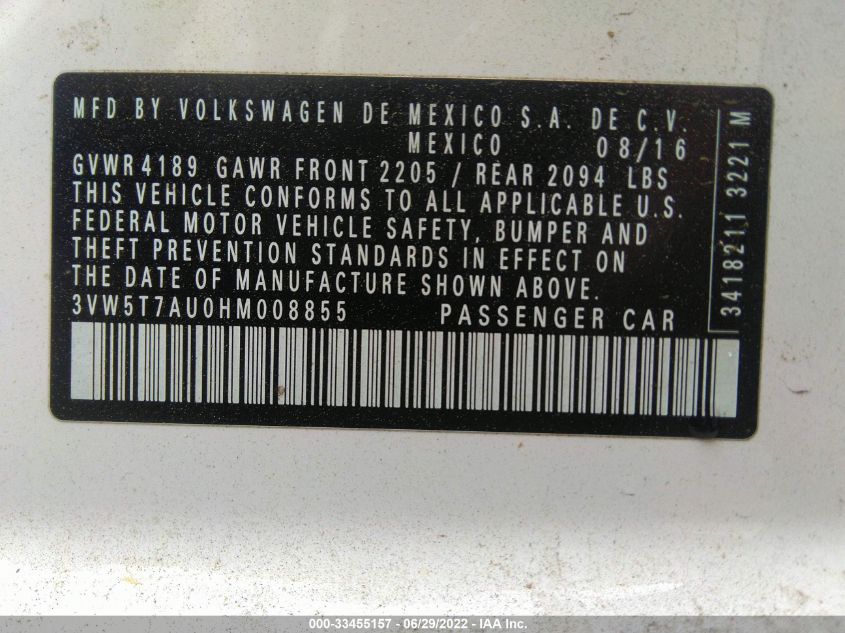 MFD BY VOLKSWAGEN DE MEXICO S.A. DE C.V.
MEXICO 08/16
GVWR 4189 GAWR FRONT 2205 / REAR 2094 LBS
THIS VEHICLE CONFORMS TO ALL APPLICABLE U.S.
FEDERAL MOTOR VEHICLE SAFETY, BUMPER AND
THEFT PREVENTION STANDARDS IN EFFECT ON
THE DATE OF MANUFACTURE SHOWN ABOVE.
3VW5T7AU0HM008855 PASSENGER CAR
3418211 3221 M
000-33455157 - 06/29/2022 - IAA Inc.